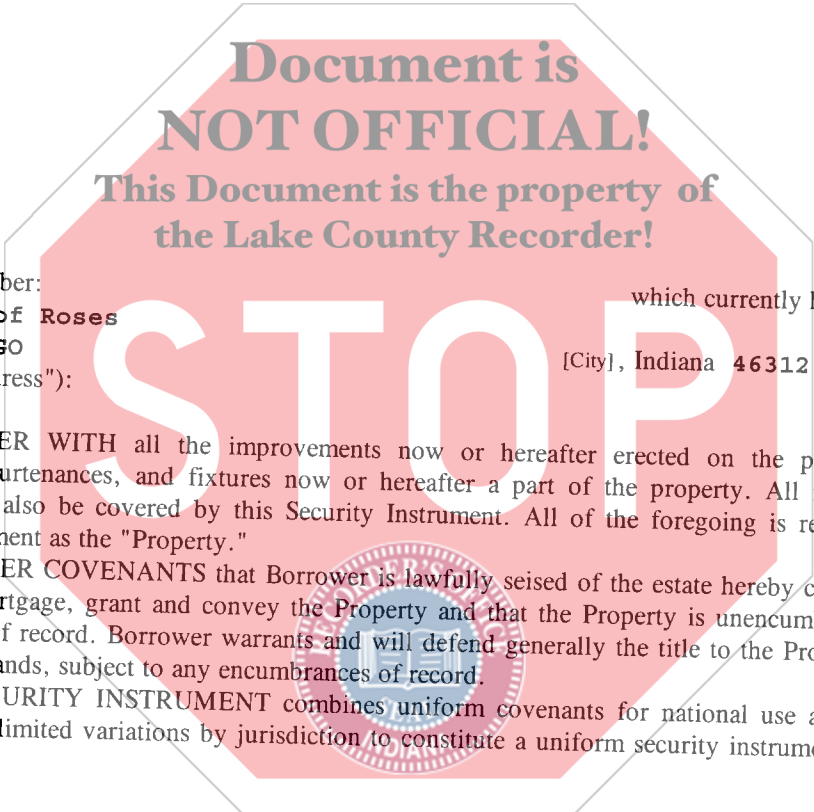 Document is
NOT OFFICIAL!
This Document is the property of
the Lake County Recorder!
ber:
which currently
of Roses
GO
[City], Indiana 46312
ress"):
STOP
ER WITH all the improvements now or hereafter erected on the p
urtenances, and fixtures now or hereafter a part of the property. All
also be covered by this Security Instrument. All of the foregoing is re
ment as the "Property."
ER COVENANTS that Borrower is lawfully seised of the estate hereby c
rtgage, grant and convey the Property and that the Property is unencum
f record. Borrower warrants and will defend generally the title to the Pro
ands, subject to any encumbrances of record.
URITY INSTRUMENT combines uniform covenants for national use a
limited variations by jurisdiction to constitute a uniform security instrume
SEAL
INDIANA